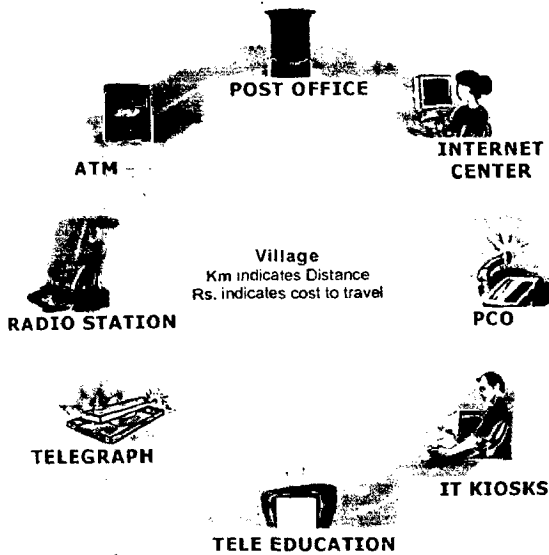 POST OFFICE
ATM
INTERNET
CENTER
Village
Km indicates Distance
Rs. indicates cost to travel
RADIO STATION
PCO
TELEGRAPH
IT KIOSKS
TELE EDUCATION